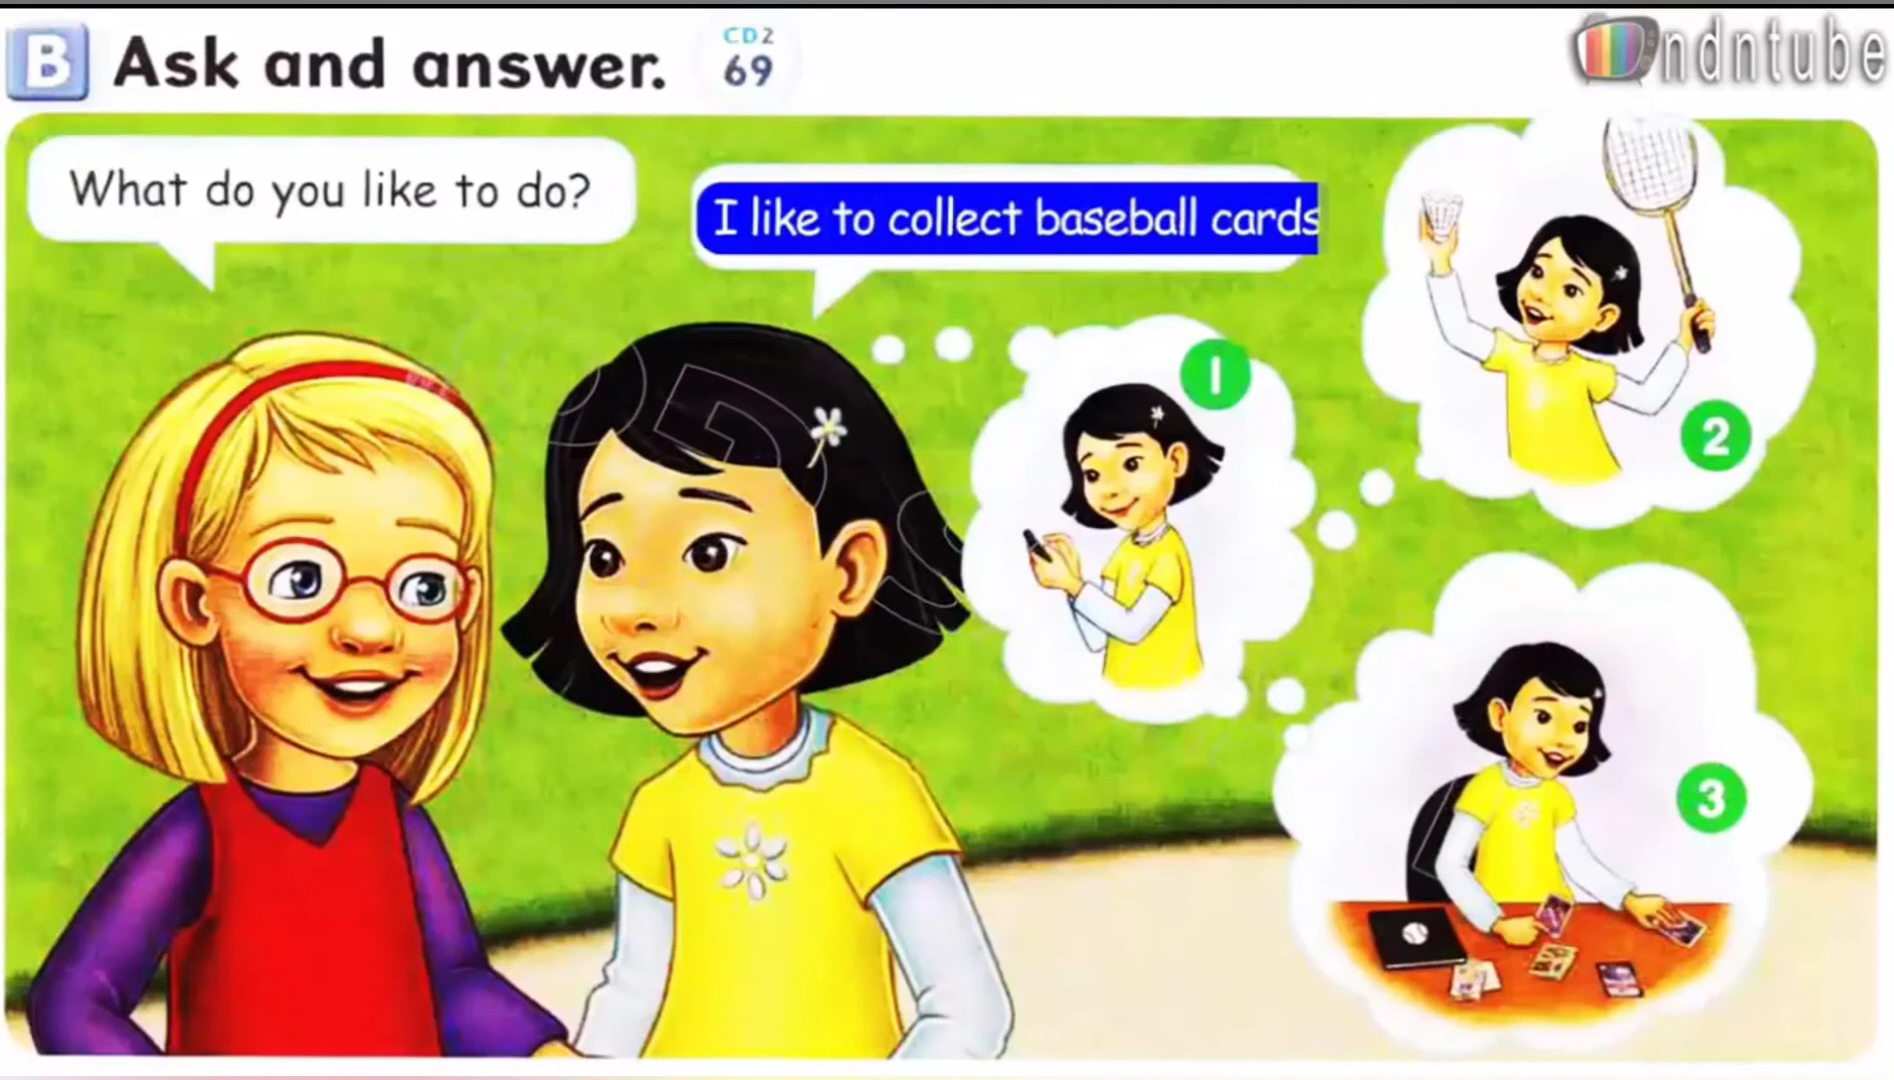 B Ask and answer. CD2 69
ndntube
What do you like to do?
I like to collect baseball cards
1
2
3